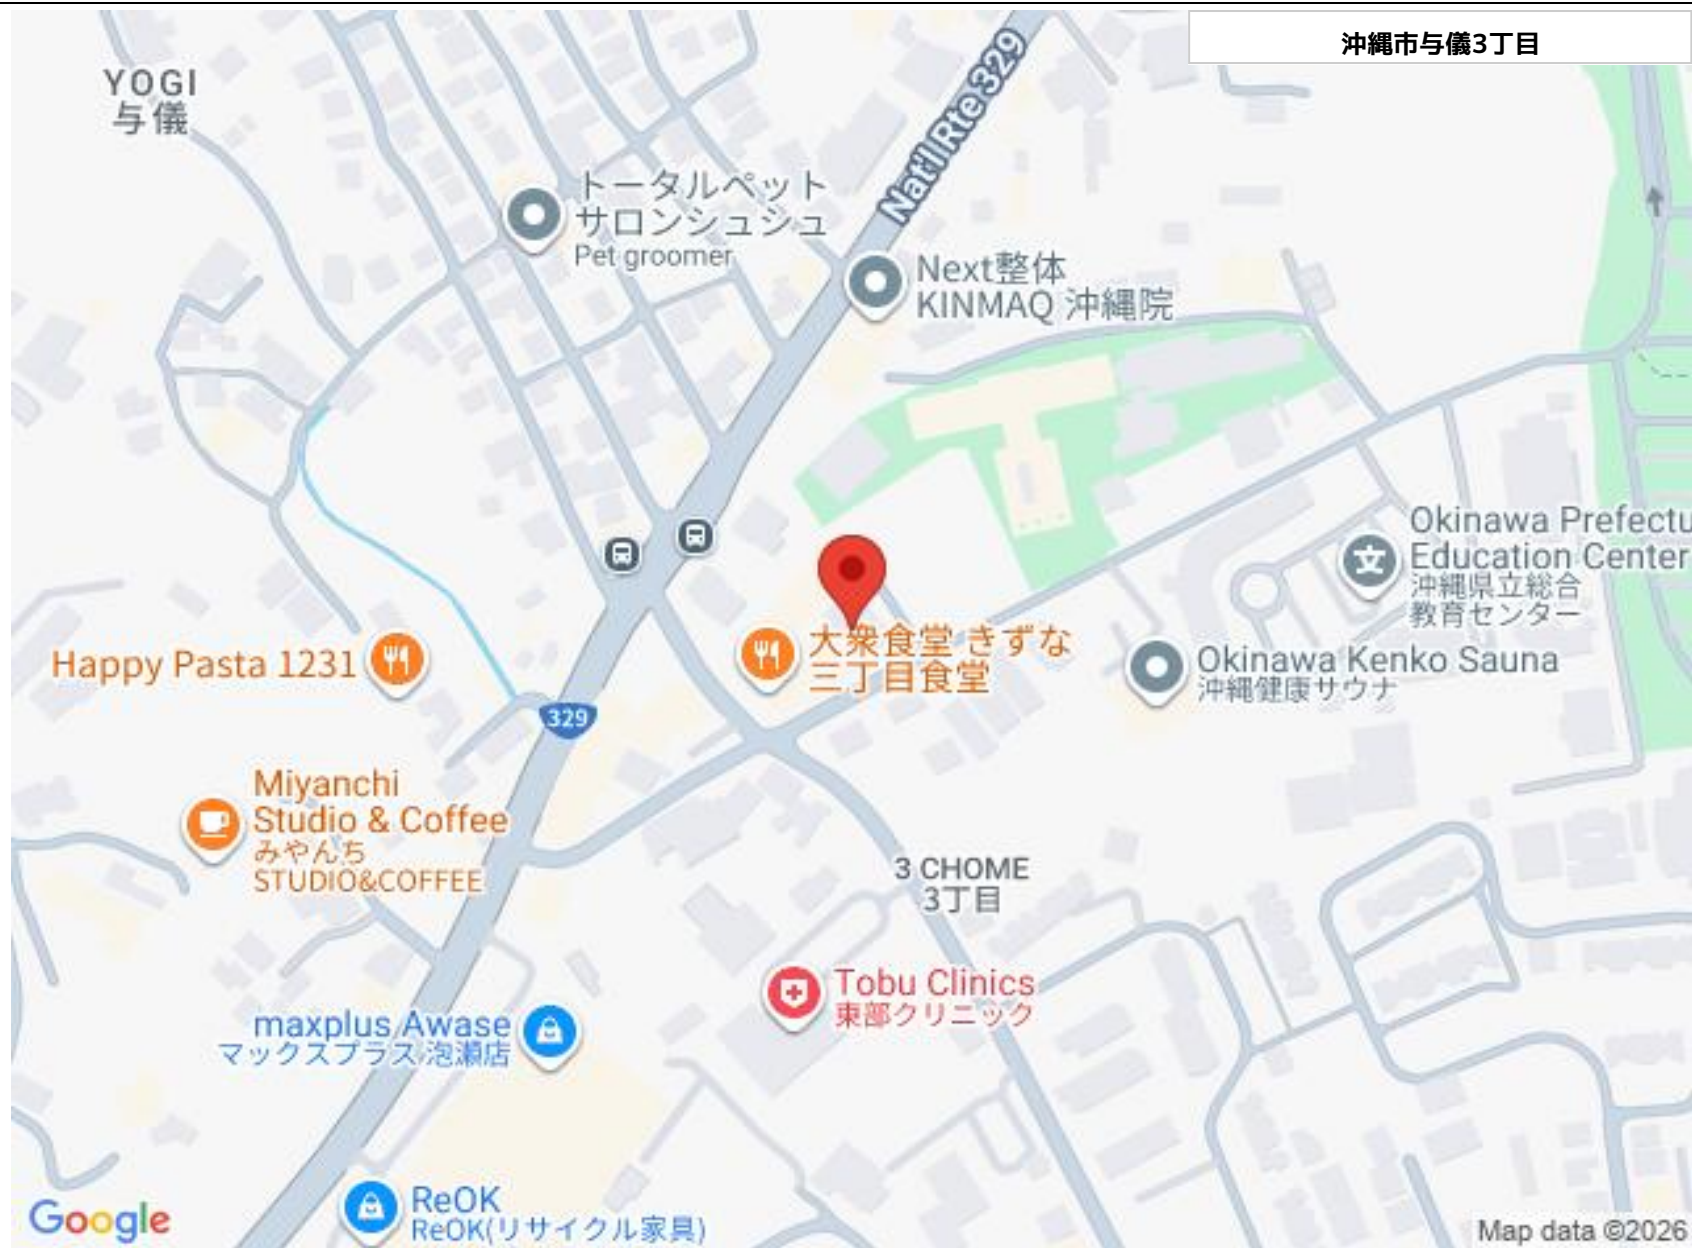 沖縄市与儀3丁目
YOGI
与儀
Nat'l Rte 329
トータルペット
サロンシュシュ
Pet groomer
Next整体
KINMAQ 沖縄院
Okinawa Prefectu
Education Center
沖縄県立総合
教育センター
大衆食堂 きずな
三丁目食堂
Okinawa Kenko Sauna
沖縄健康サウナ
Happy Pasta 1231
329
Miyanchi
Studio & Coffee
みやんち
STUDIO&COFFEE
3 CHOME
3丁目
Tobu Clinics
東部クリニック
maxplus Awase
マックスプラス 泡瀬店
ReOK
ReOK(リサイクル家具)
Google
Map data ©2026